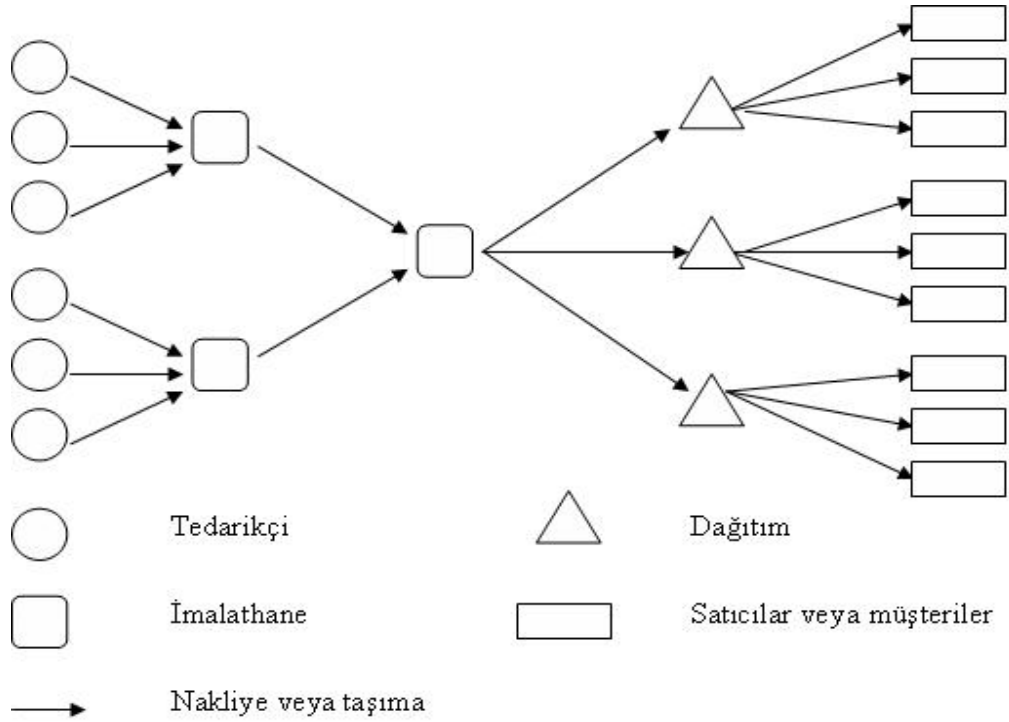 Tedarikçi
Dağıtım
İmalathane
Satıcılar veya müşteriler
Nakliye veya taşıma